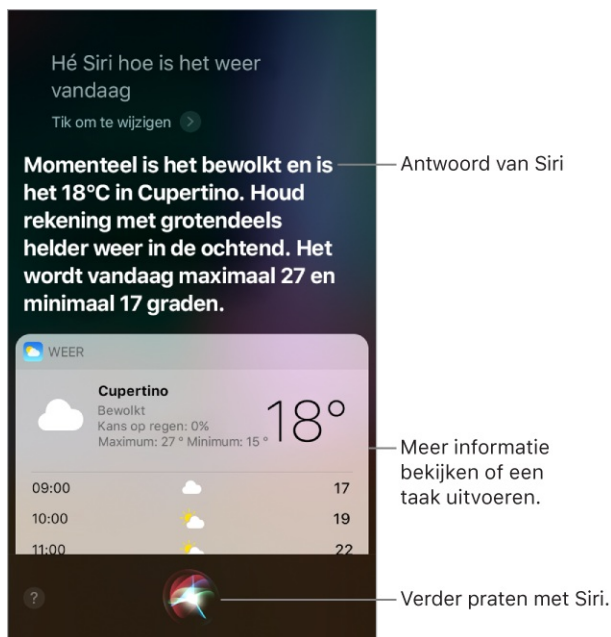 Hé Siri hoe is het weer
vandaag
Tik om te wijzigen
Momenteel is het bewolkt en is
het 18°C in Cupertino. Houd
rekening met grotendeels
helder weer in de ochtend. Het
wordt vandaag maximaal 27 en
minimaal 17 graden.
Antwoord van Siri
WEER
Cupertino
Bewolkt
Kans op regen: 0%
Maximum: 27 ° Minimum: 15 °
18°
Meer informatie
bekijken of een
taak uitvoeren.
09:00 17
10:00 19
11:00 22
?
Verder praten met Siri.